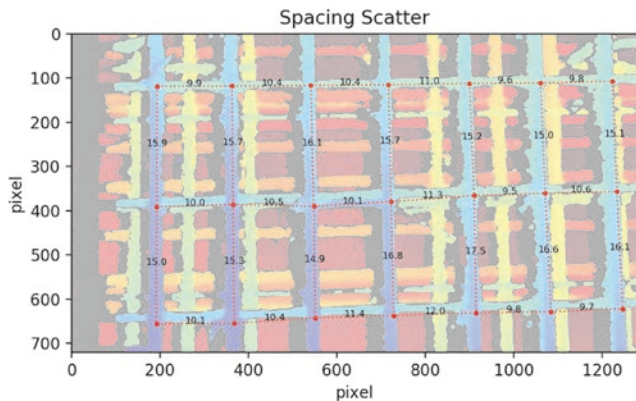 Spacing Scatter
0
100
9.9 10.4 10.4 11.0 9.6 9.8
200
15.9 15.7 16.1 15.7 15.2 15.0 15.1
300
400
10.0 10.5 10.1 11.3 9.5 10.6
500
15.0 15.3 14.9 16.8 17.5 16.6 16.1
600
10.1 10.4 11.4 12.0 9.8 9.7
700
0 200 400 600 800 1000 1200
pixel
pixel